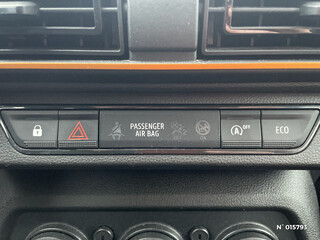 PASSENGER
AIR BAG
OFF
ECO
N° 015793